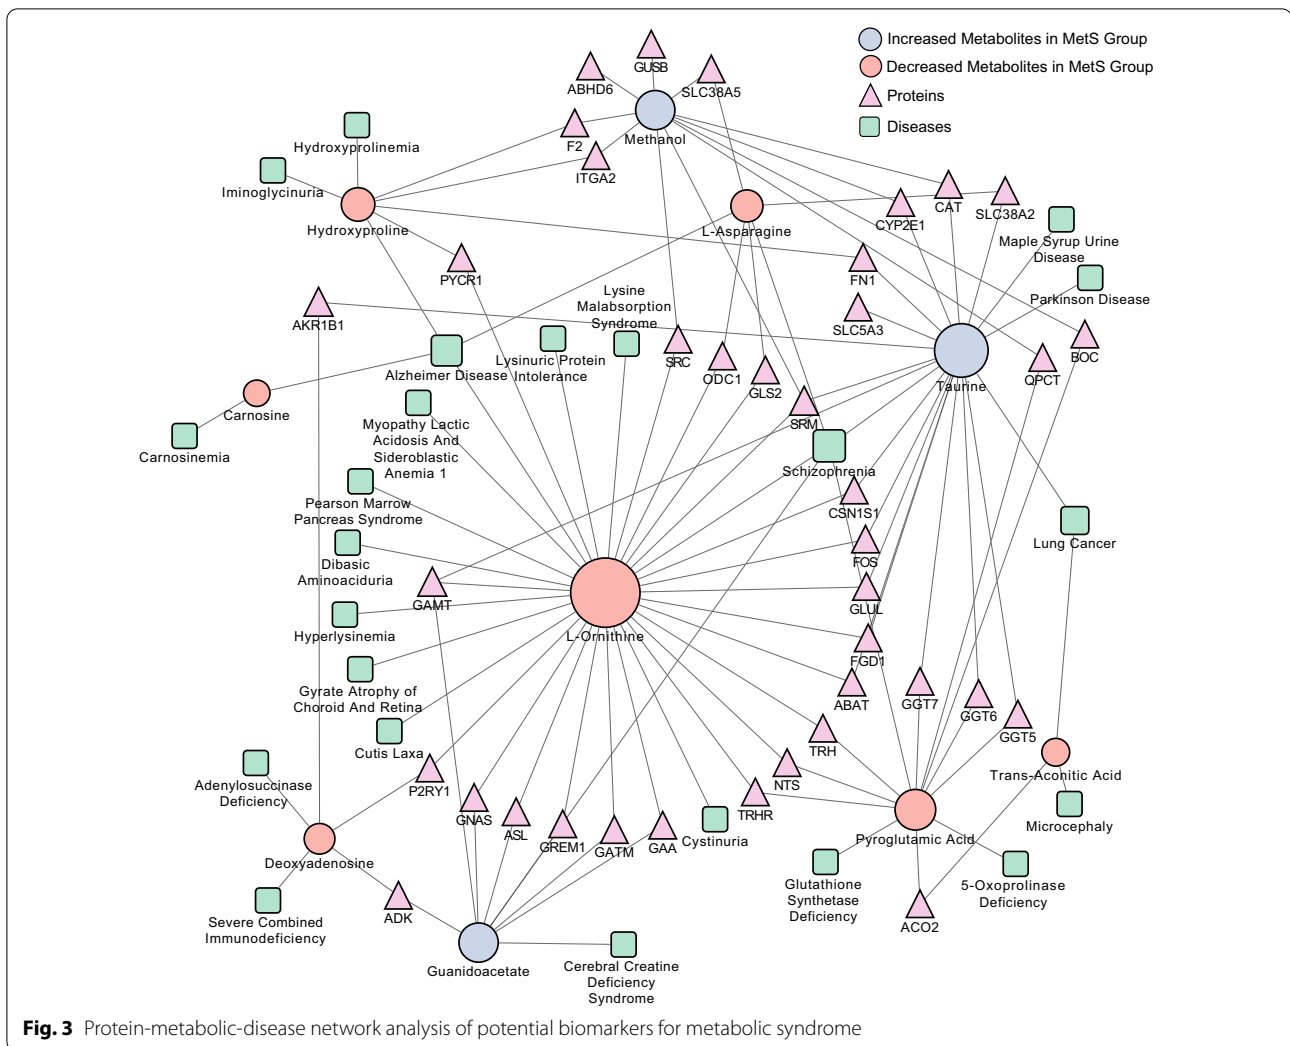 Increased Metabolites in MetS Group
Decreased Metabolites in MetS Group
Proteins
Diseases
GUSB
ABHD6
SLC38A5
Methanol
F2
ITGA2
Hydroxyprolinemia
Iminoglycinuria
Hydroxyproline
L-Asparagine
CYP2E1
CAT
SLC38A2
Maple Syrup Urine
Disease
Parkinson Disease
PYCR1
FN1
SLC5A3
AKR1B1
Lysine
Malabsorption
Syndrome
Lysinuric Protein
Intolerance
Alzheimer Disease
SRC
ODC1
GLS2
SRM
Taurine
QPCT
BOC
Carnosine
Carnosinemia
Myopathy Lactic
Acidosis And
Sideroblastic
Anemia 1
Schizophrenia
Pearson Marrow
Pancreas Syndrome
CSN1S1
FOS
Lung Cancer
Dibasic
Aminoaciduria
GAMT
GLUL
Hyperlysinemia
L-Ornithine
FGD1
Gyrate Atrophy of
Choroid And Retina
ABAT
GGT7
GGT6
GGT5
Cutis Laxa
TRH
NTS
TRHR
Trans-Aconitic Acid
Microcephaly
Adenylosuccinase
Deficiency
P2RY1
GNAS
ASL
GREM1
GATM
GAA
Cystinuria
Pyroglutamic Acid
Deoxyadenosine
Glutathione
Synthetase
Deficiency
5-Oxoprolinase
Deficiency
ACO2
Severe Combined
Immunodeficiency
ADK
Guanidoacetate
Cerebral Creatine
Deficiency
Syndrome
Fig. 3 Protein-metabolic-disease network analysis of potential biomarkers for metabolic syndrome